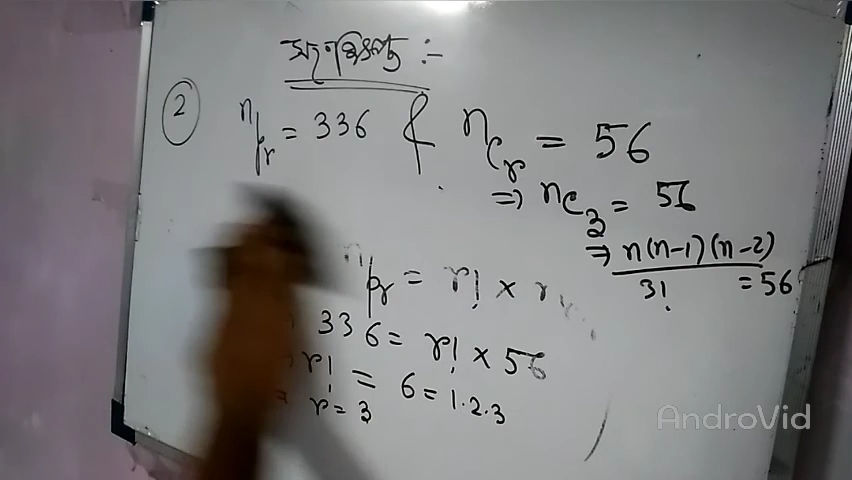 :-
② ⁿPᵣ = 336 & ⁿCᵣ = 56
⇒ ⁿC₃ = 56
⇒ n(n-1)(n-2) / 3! = 56
ⁿPᵣ = r! ×
336 = r! × 56
r! = 6 = 1.2.3
r = 3
AndroVid